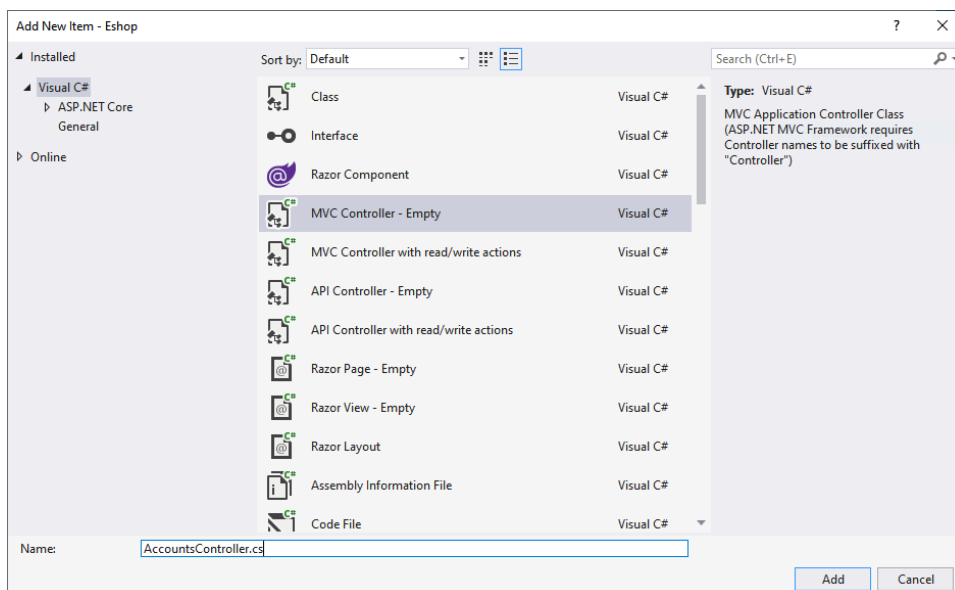 Add New Item - Eshop
?
Installed
Sort by: Default
Search (Ctrl+E)
Visual C#
ASP.NET Core
General
Online
C# Class Visual C#
Interface Visual C#
@ Razor Component Visual C#
C# MVC Controller - Empty Visual C#
C# MVC Controller with read/write actions Visual C#
C# API Controller - Empty Visual C#
C# API Controller with read/write actions Visual C#
C# @ Razor Page - Empty Visual C#
C# @ Razor View - Empty Visual C#
C# @ Razor Layout Visual C#
C# Assembly Information File Visual C#
C# Code File Visual C#
Type: Visual C#
MVC Application Controller Class
(ASP.NET MVC Framework requires
Controller names to be suffixed with
"Controller")
Name: AccountsController.cs
Add Cancel